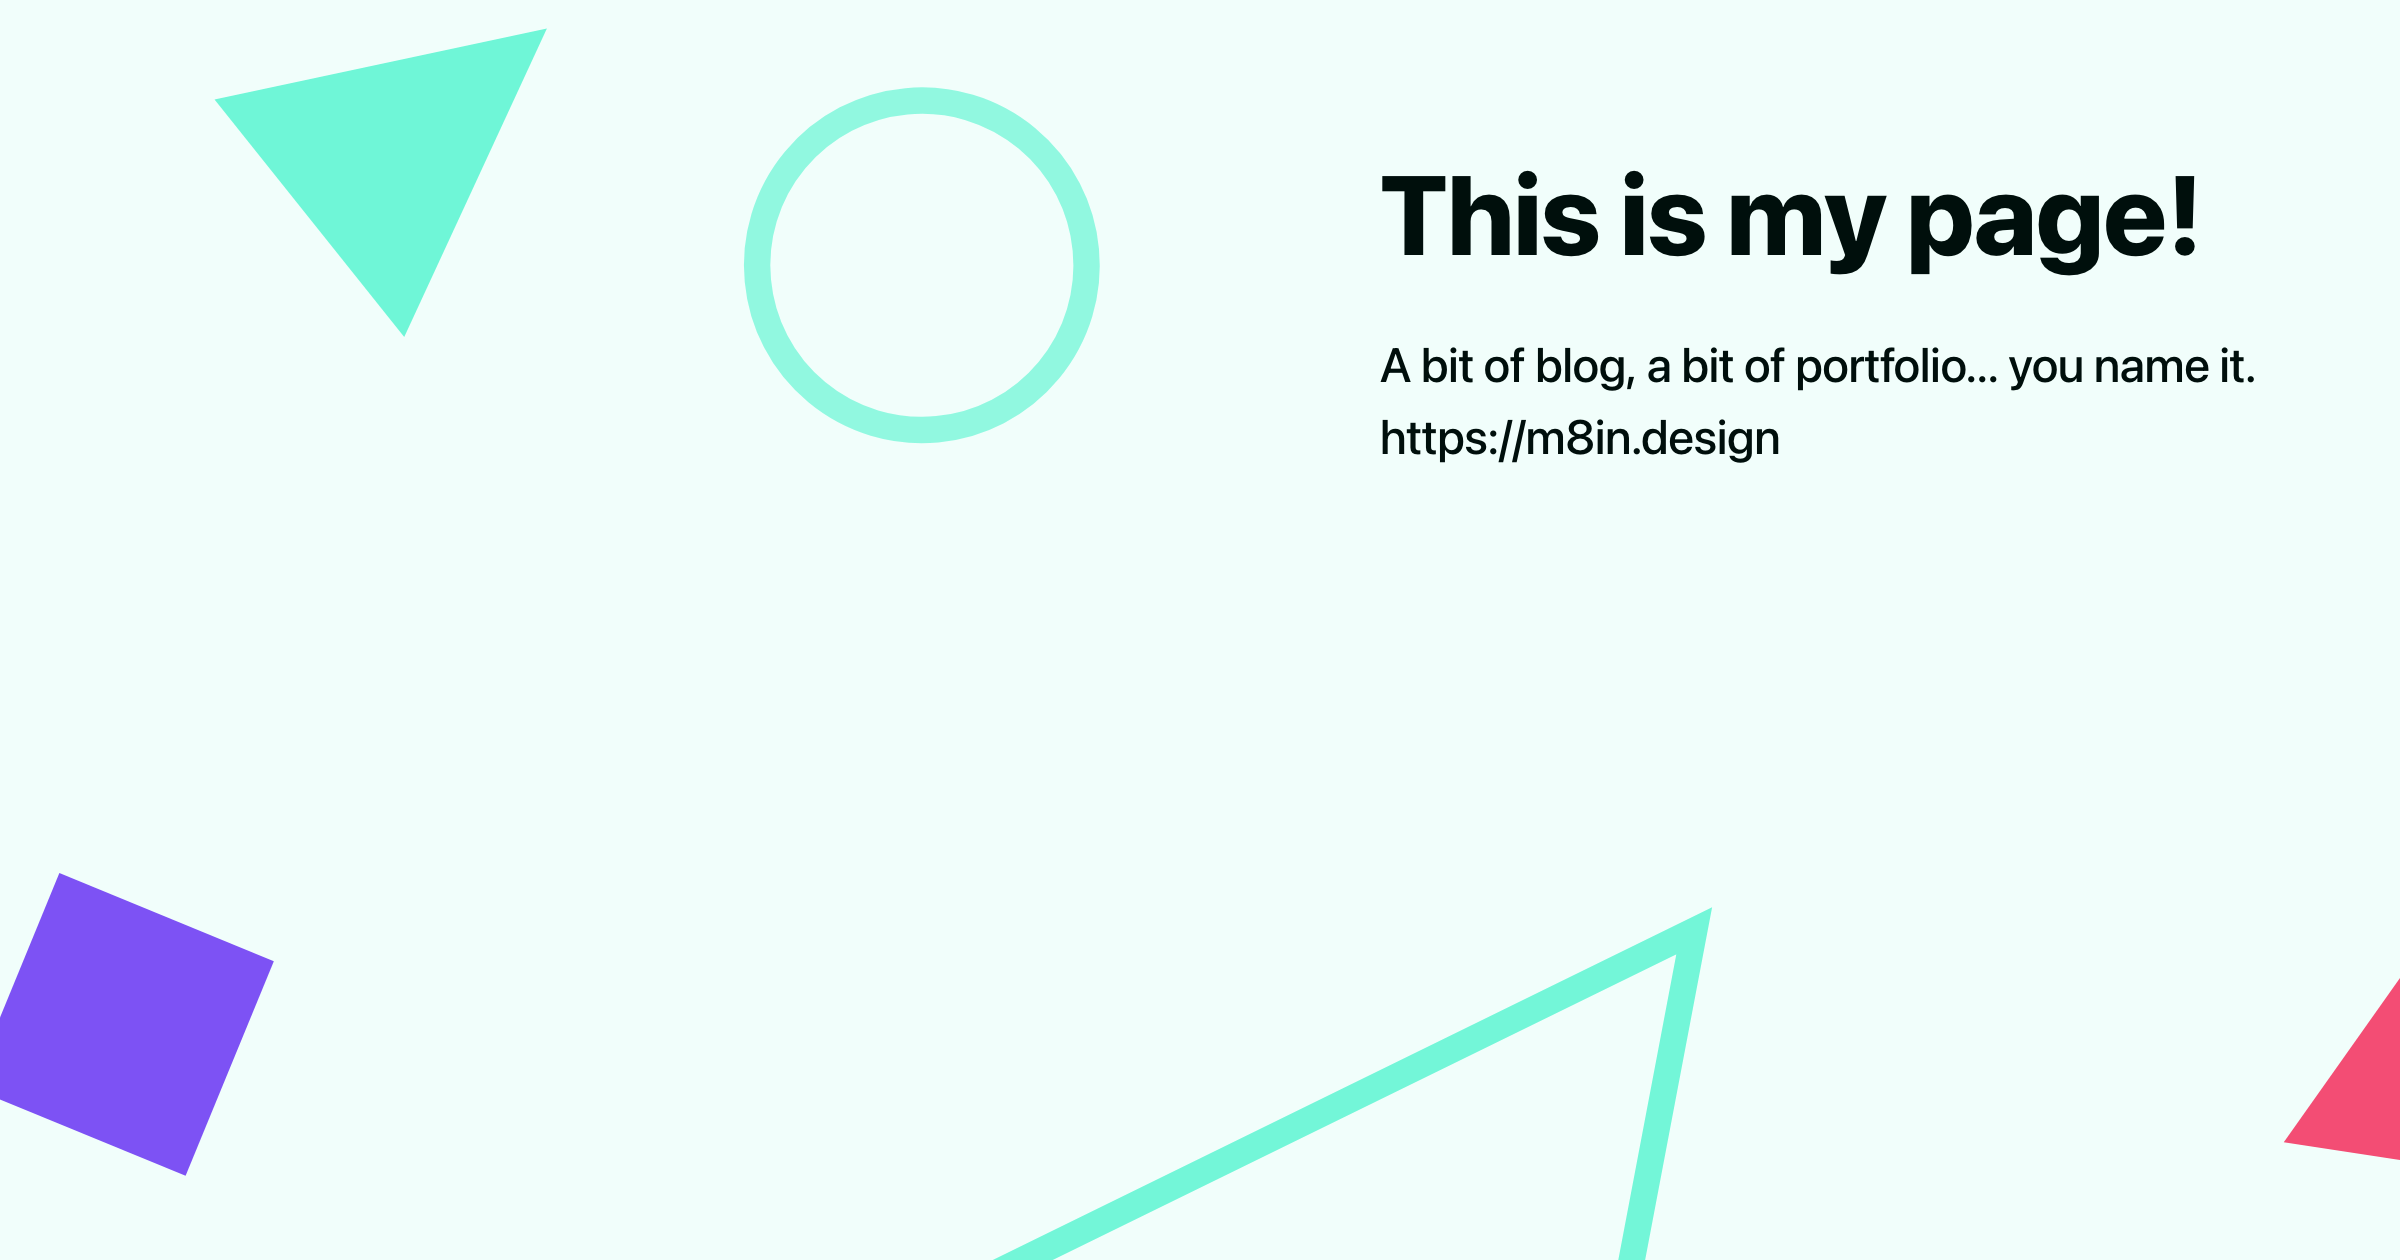 This is my page!
A bit of blog, a bit of portfolio... you name it.
https://m8in.design